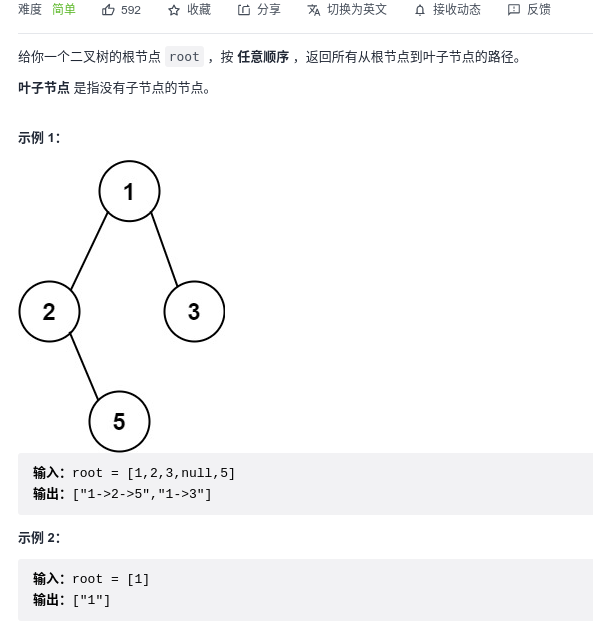 难度 简单 592 收藏 分享 切换为英文 接收动态 反馈
给你一个二叉树的根节点 root ，按 任意顺序 ，返回所有从根节点到叶子节点的路径。
叶子节点 是指没有子节点的节点。
示例 1：
1
2 3
5
输入：root = [1,2,3,null,5]
输出：["1->2->5","1->3"]
示例 2：
输入：root = [1]
输出：["1"]